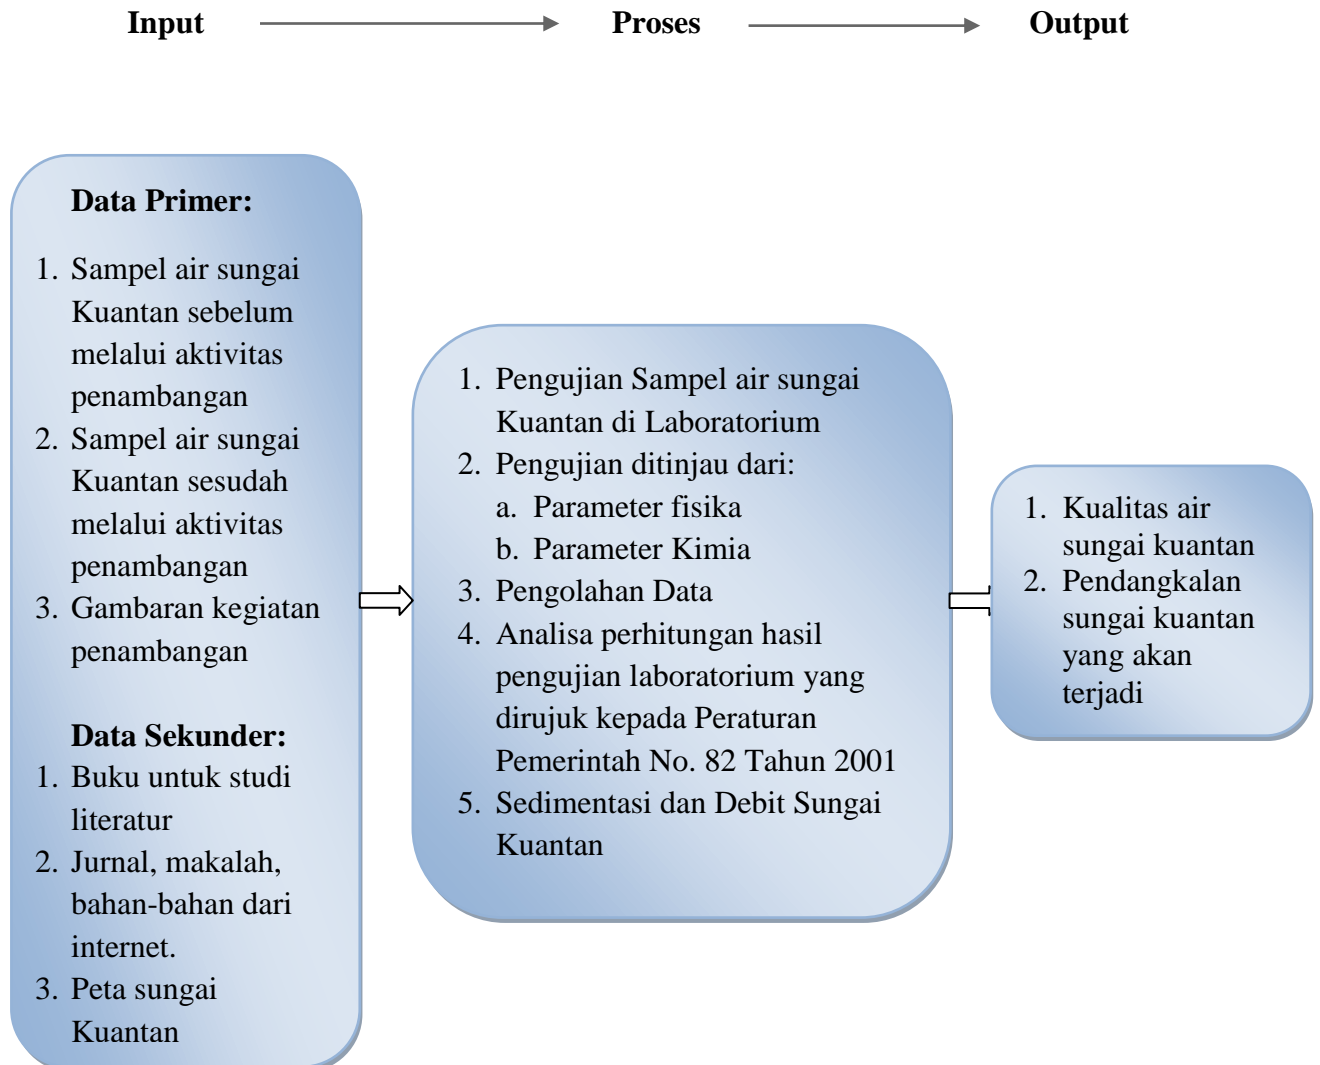 Input Proses Output
Data Primer:
1. Sampel air sungai
Kuantan sebelum
melalui aktivitas
penambangan
2. Sampel air sungai
Kuantan sesudah
melalui aktivitas
penambangan
3. Gambaran kegiatan
penambangan
Data Sekunder:
1. Buku untuk studi
literatur
2. Jurnal, makalah,
bahan-bahan dari
internet.
3. Peta sungai
Kuantan
1. Pengujian Sampel air sungai
Kuantan di Laboratorium
2. Pengujian ditinjau dari:
a. Parameter fisika
b. Parameter Kimia
3. Pengolahan Data
4. Analisa perhitungan hasil
pengujian laboratorium yang
dirujuk kepada Peraturan
Pemerintah No. 82 Tahun 2001
5. Sedimentasi dan Debit Sungai
Kuantan
1. Kualitas air
sungai kuantan
2. Pendangkalan
sungai kuantan
yang akan
terjadi